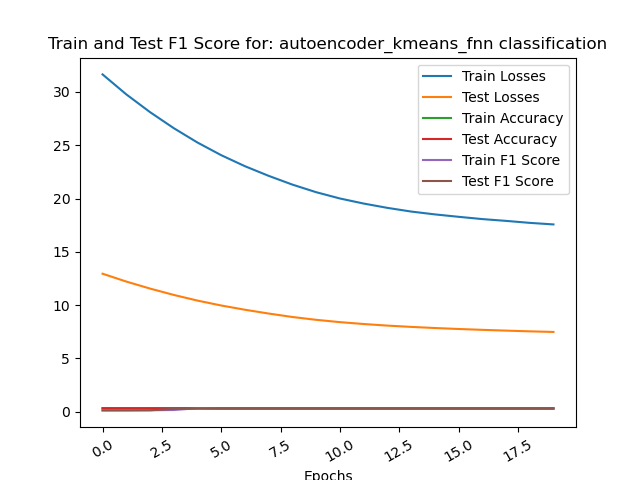 Train and Test F1 Score for: autoencoder_kmeans_fnn classification
Train Losses
Test Losses
Train Accuracy
Test Accuracy
Train F1 Score
Test F1 Score
30
25
20
15
10
5
0
0.0 2.5 5.0 7.5 10.0 12.5 15.0 17.5
Epochs